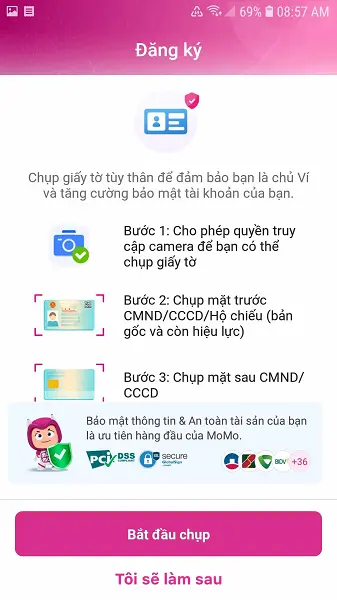 69% 08:57 AM
Đăng ký
Chụp giấy tờ tùy thân để đảm bảo bạn là chủ Ví
và tăng cường bảo mật tài khoản của bạn.
Bước 1: Cho phép quyền truy
cập camera để bạn có thể
chụp giấy tờ
Bước 2: Chụp mặt trước
CMND/CCCD/Hộ chiếu (bản
gốc và còn hiệu lực)
Bước 3: Chụp mặt sau CMND/
CCCD
Bảo mật thông tin & An toàn tài sản của bạn
là ưu tiên hàng đầu của MoMo.
PCI DSS COMPLIANT secure GlobalSign BIDV +36
Bắt đầu chụp
Tôi sẽ làm sau